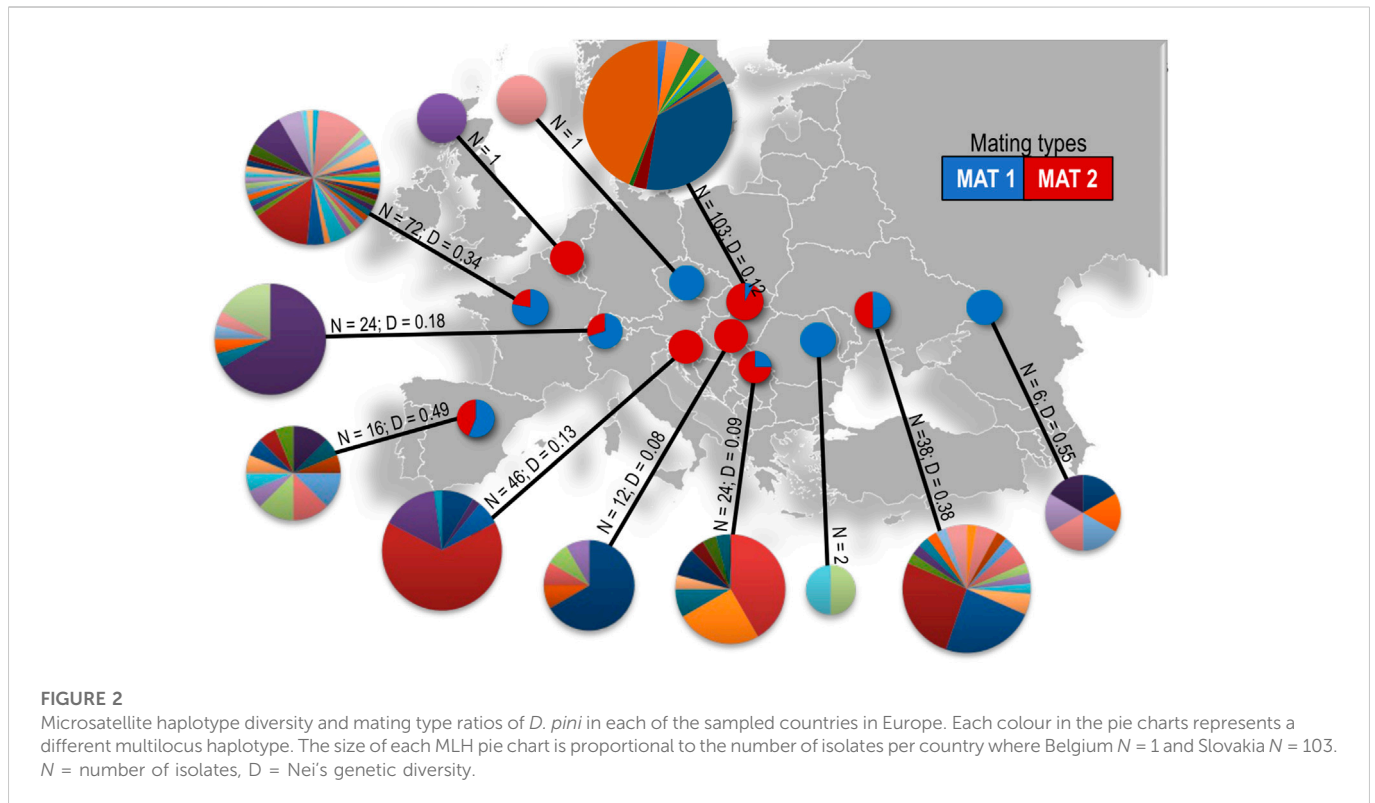 N = 1
N = 1
N = 103; D = 0.12
Mating types
MAT 1 MAT 2
N = 72; D = 0.34
N = 24; D = 0.18
N = 16; D = 0.49
N = 46; D = 0.13
N = 12; D = 0.08
N = 24; D = 0.09
N = 2
N =38; D = 0.38
N = 6; D = 0.55
FIGURE 2
Microsatellite haplotype diversity and mating type ratios of D. pini in each of the sampled countries in Europe. Each colour in the pie charts represents a
different multilocus haplotype. The size of each MLH pie chart is proportional to the number of isolates per country where Belgium N = 1 and Slovakia N = 103.
N = number of isolates, D = Nei's genetic diversity.